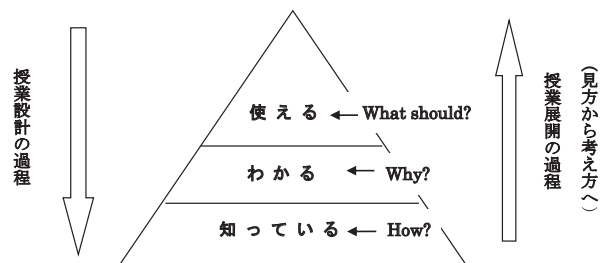 授業設計の過程
使える ← What should?
わかる ← Why?
知っている ← How?
授業展開の過程
（見方から考え方へ）